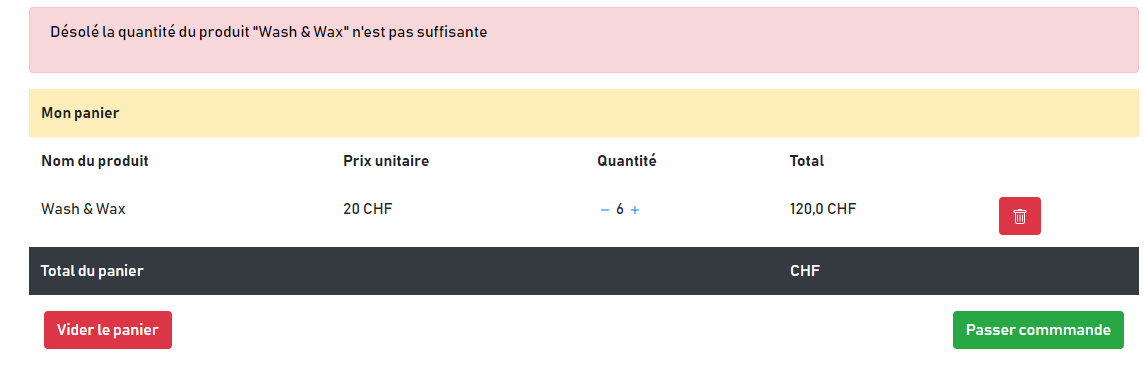 Désolé la quantité du produit "Wash & Wax" n'est pas suffisante
Mon panier
Nom du produit Prix unitaire Quantité Total
Wash & Wax 20 CHF − 6 + 120,0 CHF
Total du panier CHF
Vider le panier Passer commmande